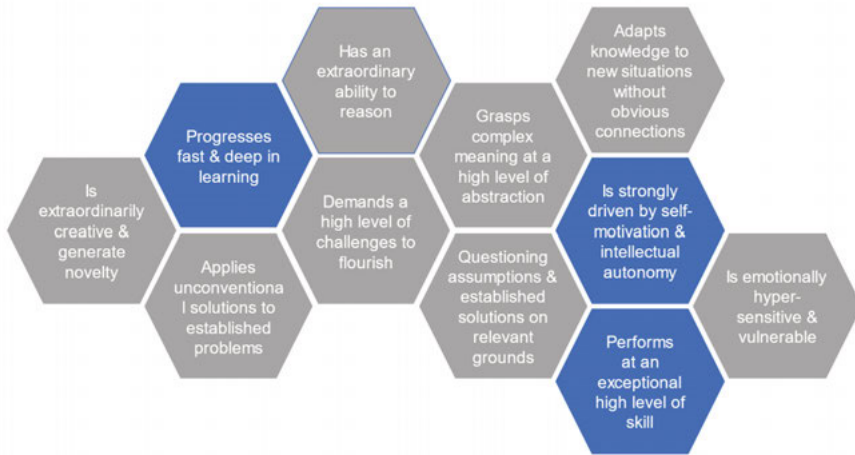 Has an
extraordinary
ability to
reason
Adapts
knowledge to
new situations
without
obvious
connections
Progresses
fast & deep in
learning
Grasps
complex
meaning at a
high level of
abstraction
Is
extraordinarily
creative &
generate
novelty
Demands a
high level of
challenges to
flourish
Is strongly
driven by self-
motivation &
intellectual
autonomy
Applies
unconventiona
l solutions to
established
problems
Questioning
assumptions &
established
solutions on
relevant
grounds
Is emotionally
hyper-
sensitive &
vulnerable
Performs
at an
exceptional
high level of
skill